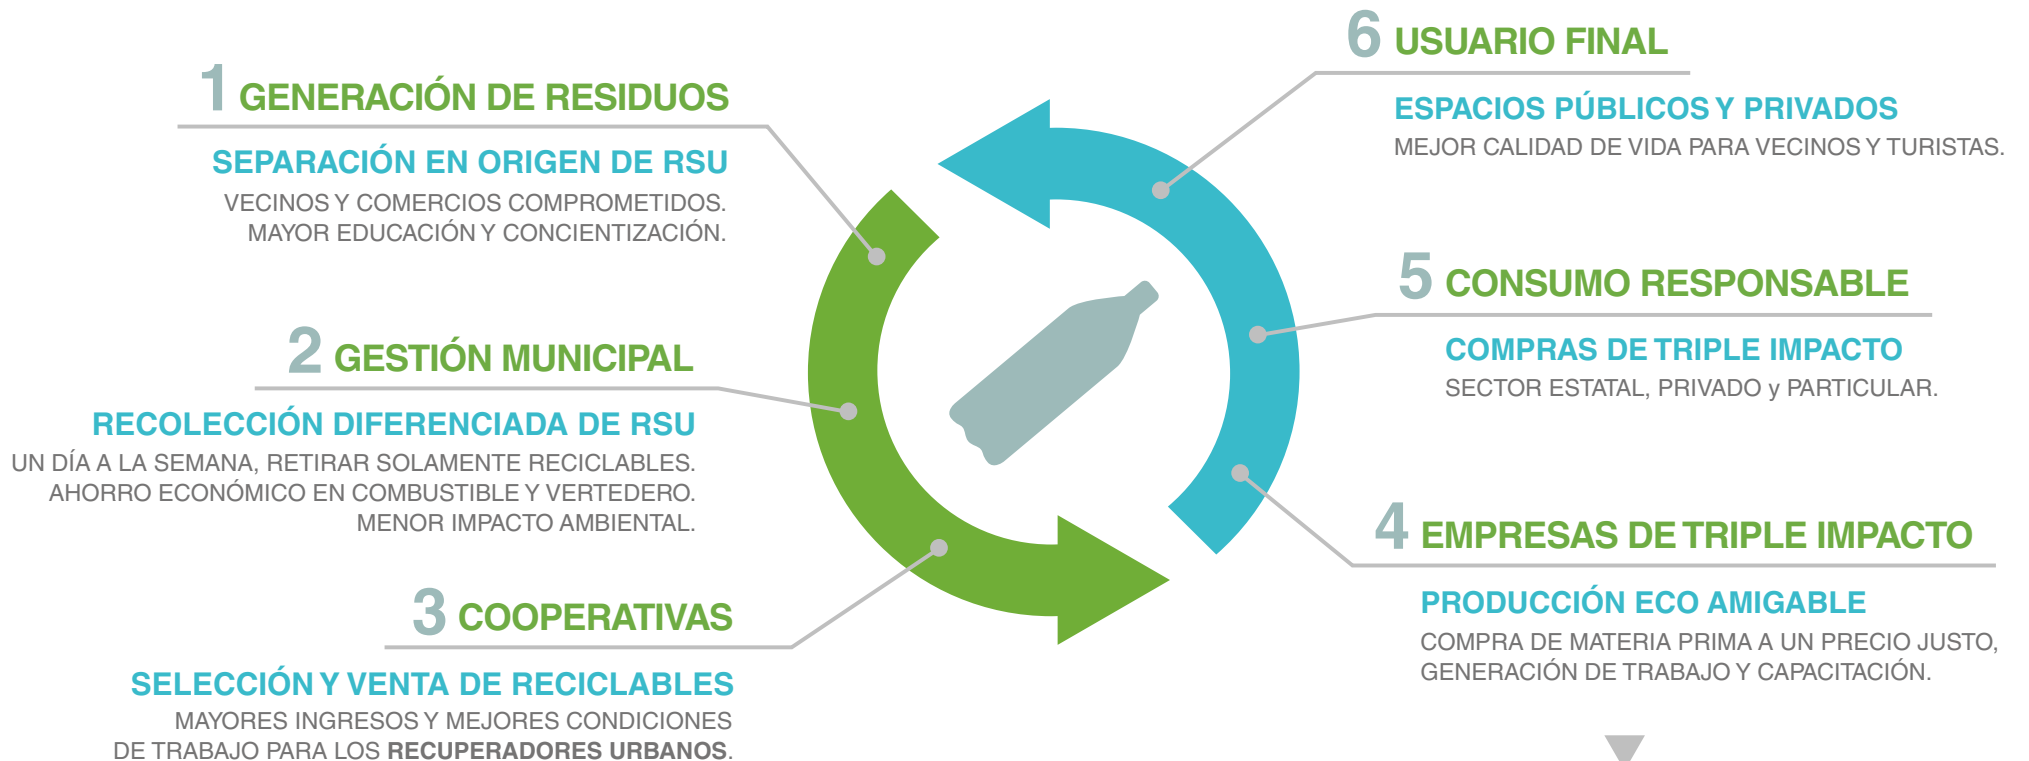 1 GENERACIÓN DE RESIDUOS
SEPARACIÓN EN ORIGEN DE RSU
VECINOS Y COMERCIOS COMPROMETIDOS.
MAYOR EDUCACIÓN Y CONCIENTIZACIÓN.
2 GESTIÓN MUNICIPAL
RECOLECCIÓN DIFERENCIADA DE RSU
UN DÍA A LA SEMANA, RETIRAR SOLAMENTE RECICLABLES.
AHORRO ECONÓMICO EN COMBUSTIBLE Y VERTEDERO.
MENOR IMPACTO AMBIENTAL.
3 COOPERATIVAS
SELECCIÓN Y VENTA DE RECICLABLES
MAYORES INGRESOS Y MEJORES CONDICIONES
DE TRABAJO PARA LOS RECUPERADORES URBANOS.
6 USUARIO FINAL
ESPACIOS PÚBLICOS Y PRIVADOS
MEJOR CALIDAD DE VIDA PARA VECINOS Y TURISTAS.
5 CONSUMO RESPONSABLE
COMPRAS DE TRIPLE IMPACTO
SECTOR ESTATAL, PRIVADO y PARTICULAR.
4 EMPRESAS DE TRIPLE IMPACTO
PRODUCCIÓN ECO AMIGABLE
COMPRA DE MATERIA PRIMA A UN PRECIO JUSTO,
GENERACIÓN DE TRABAJO Y CAPACITACIÓN.